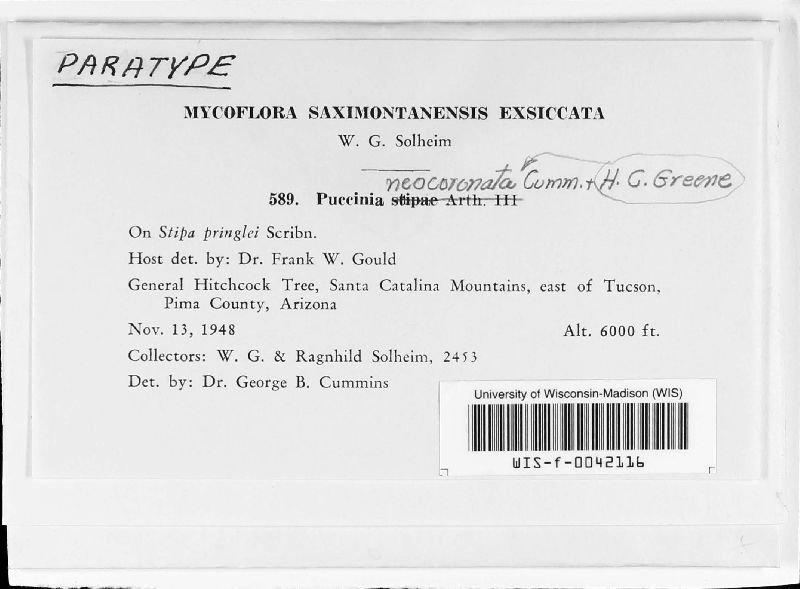 PARATYPE
MYCOFLORA SAXIMONTANENSIS EXSICCATA
W. G. Solheim
neocoronata Cumm. + H. C. Greene
589. Puccinia stipae Arth. III
On Stipa pringlei Scribn.
Host det. by: Dr. Frank W. Gould
General Hitchcock Tree, Santa Catalina Mountains, east of Tucson,
Pima County, Arizona
Nov. 13, 1948 Alt. 6000 ft.
Collectors: W. G. & Ragnhild Solheim, 2453
Det. by: Dr. George B. Cummins
University of Wisconsin-Madison (WIS)
WIS-f-0042116